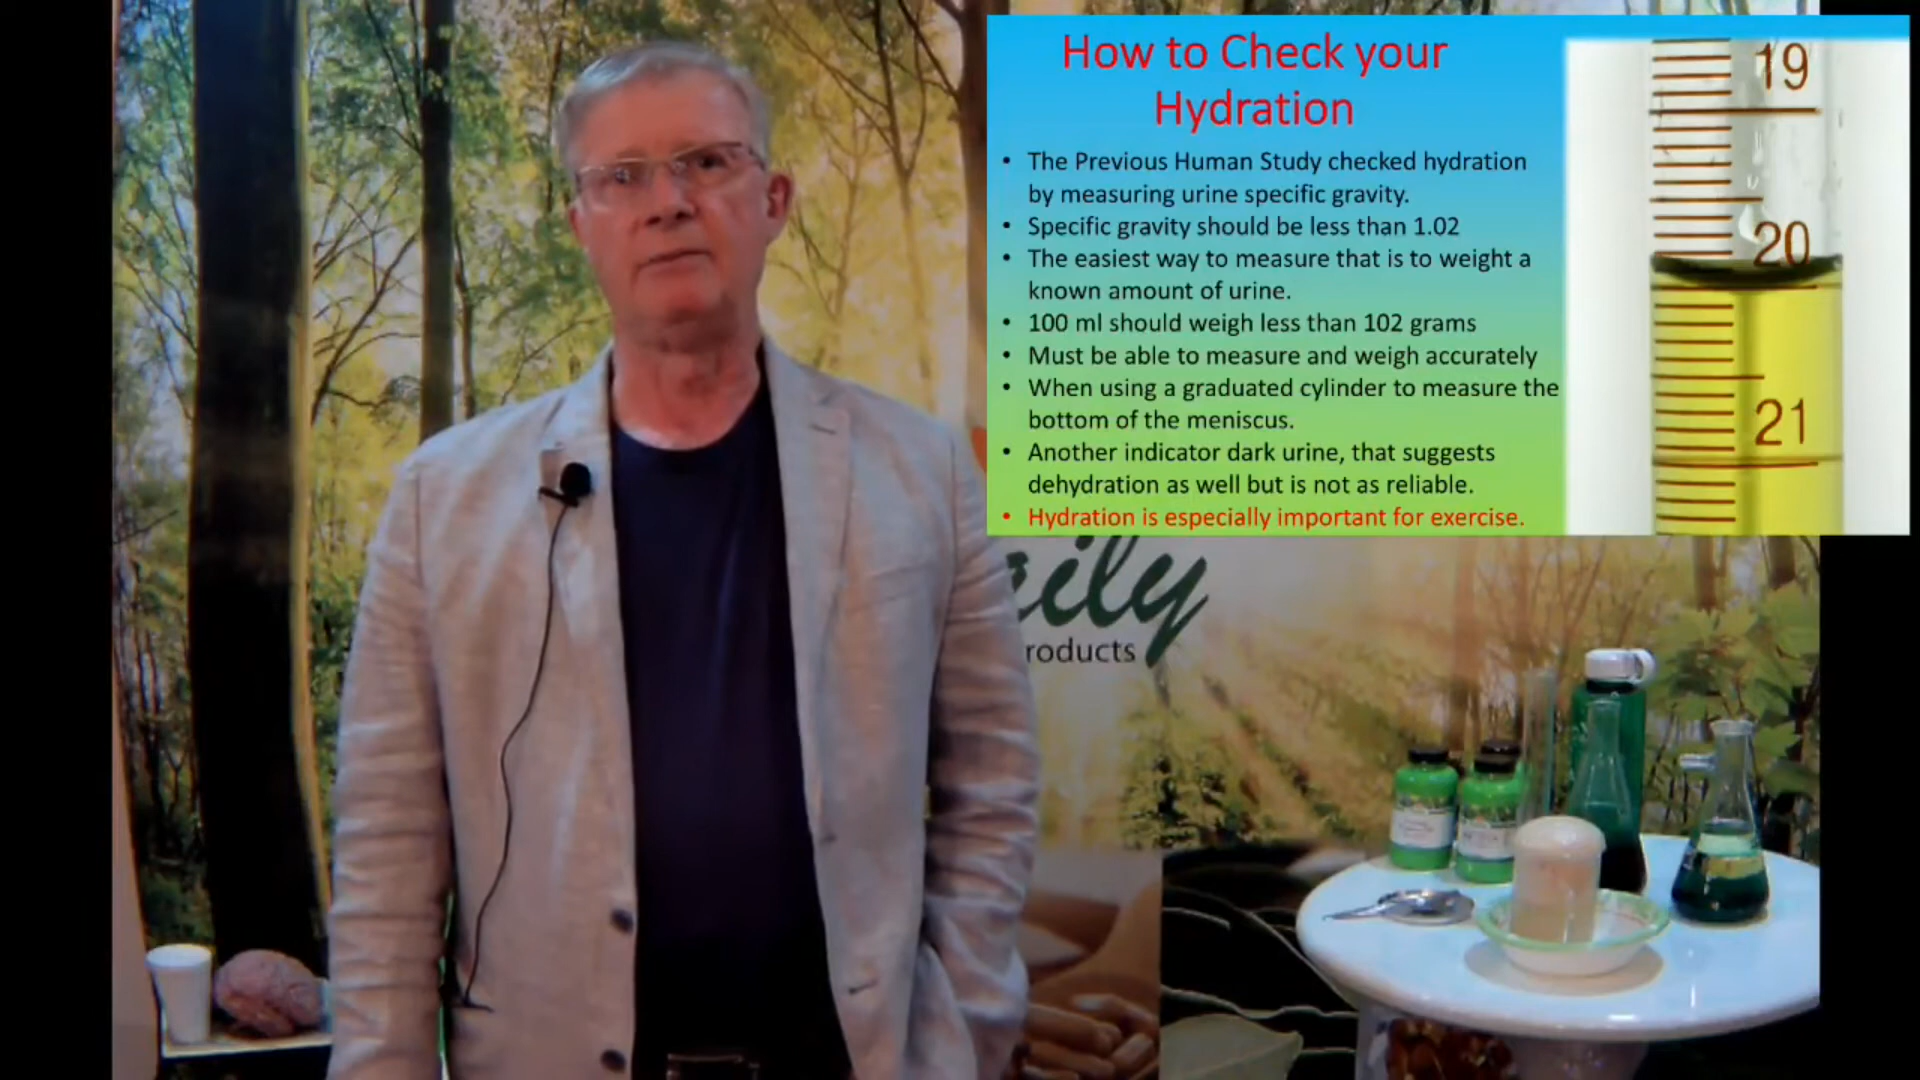 How to Check your
Hydration
• The Previous Human Study checked hydration
by measuring urine specific gravity.
• Specific gravity should be less than 1.02
• The easiest way to measure that is to weight a
known amount of urine.
• 100 ml should weigh less than 102 grams
• Must be able to measure and weigh accurately
• When using a graduated cylinder to measure the
bottom of the meniscus.
• Another indicator dark urine, that suggests
dehydration as well but is not as reliable.
• Hydration is especially important for exercise.
19
20
21
ily
roducts